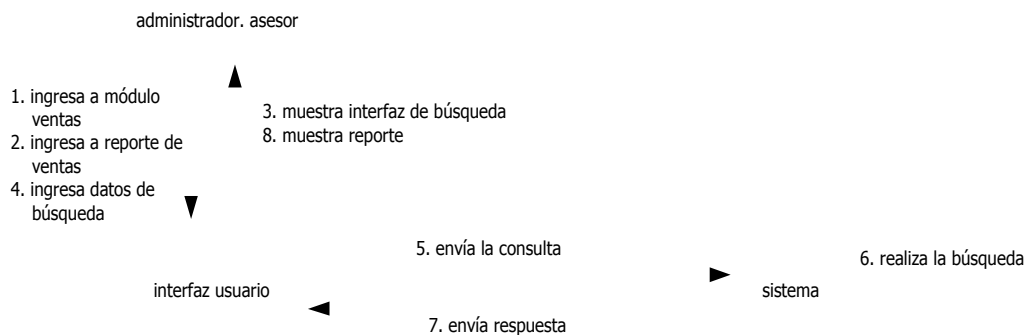 administrador. asesor
1. ingresa a módulo
ventas
2. ingresa a reporte de
ventas
4. ingresa datos de
búsqueda
3. muestra interfaz de búsqueda
8. muestra reporte
5. envía la consulta
6. realiza la búsqueda
interfaz usuario
sistema
7. envía respuesta